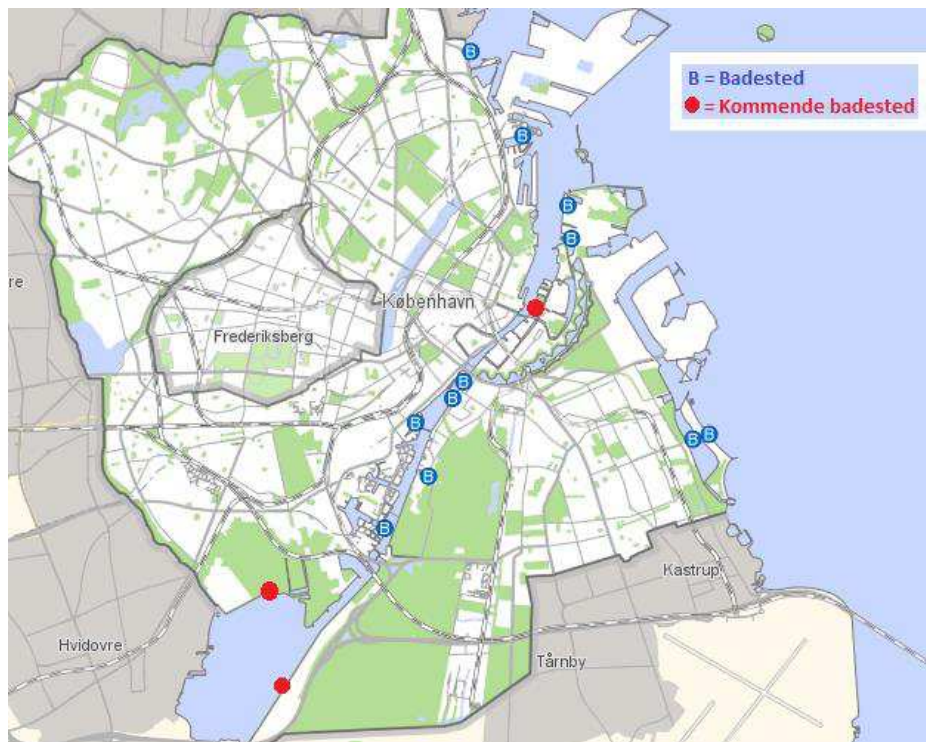 B
B = Badested
= Kommende badested
B
B
B
re
København
Frederiksberg
B
B
B
B
B
B
B
Kastrup
Hvidovre
Tårnby